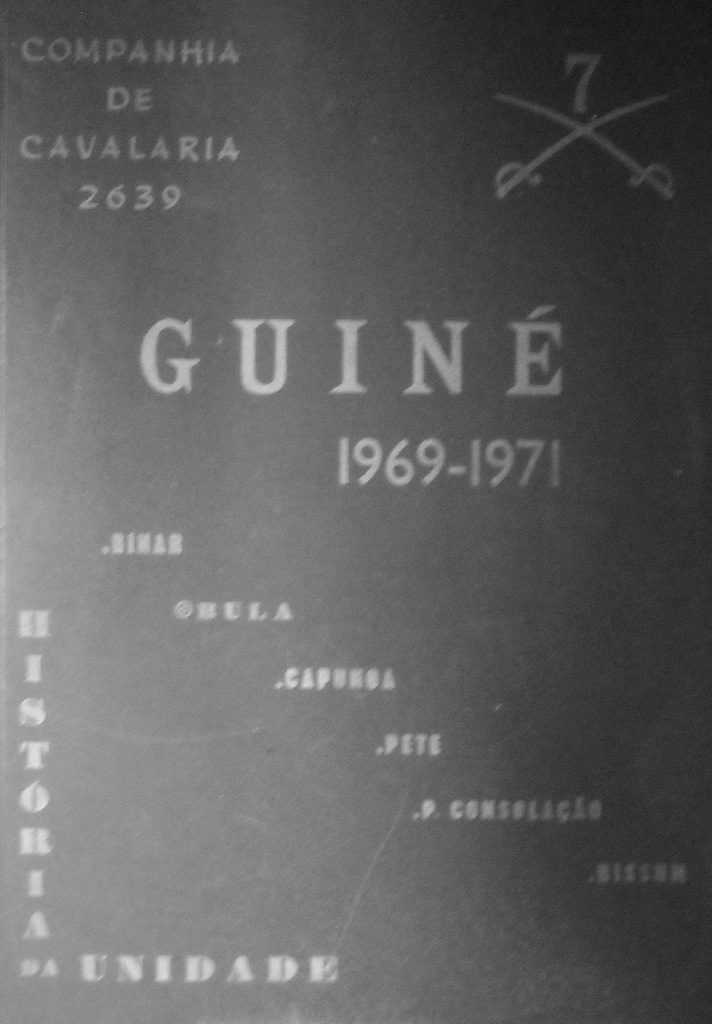 COMPANHIA
DE
CAVALARIA
2639
7
GUINÉ
1969-1971
.BINAR
BULA
.CAPUNGA
.PETE
.P. CONSOLAÇÃO
.BISSUM
HISTÓRIA
DA UNIDADE